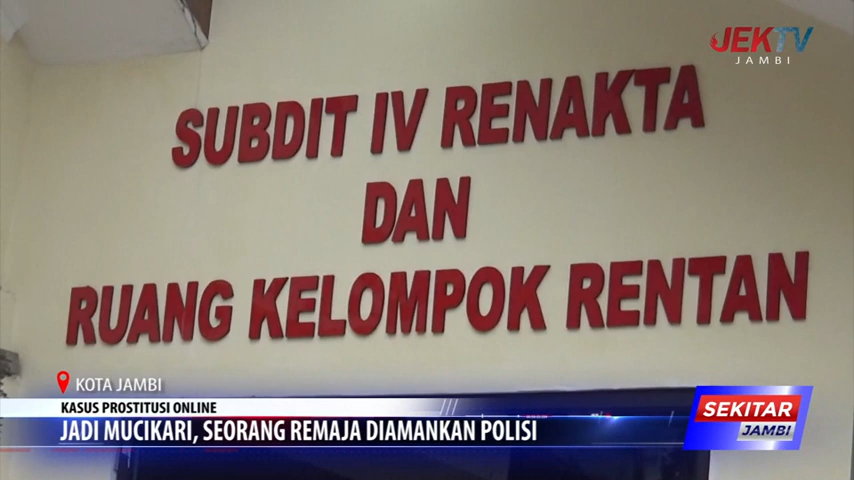 JEKTV
JAMBI
SUBDIT IV RENAKTA
DAN
RUANG KELOMPOK RENTAN
KOTA JAMBI
KASUS PROSTITUSI ONLINE
JADI MUCIKARI, SEORANG REMAJA DIAMANKAN POLISI
SEKITAR
JAMBI